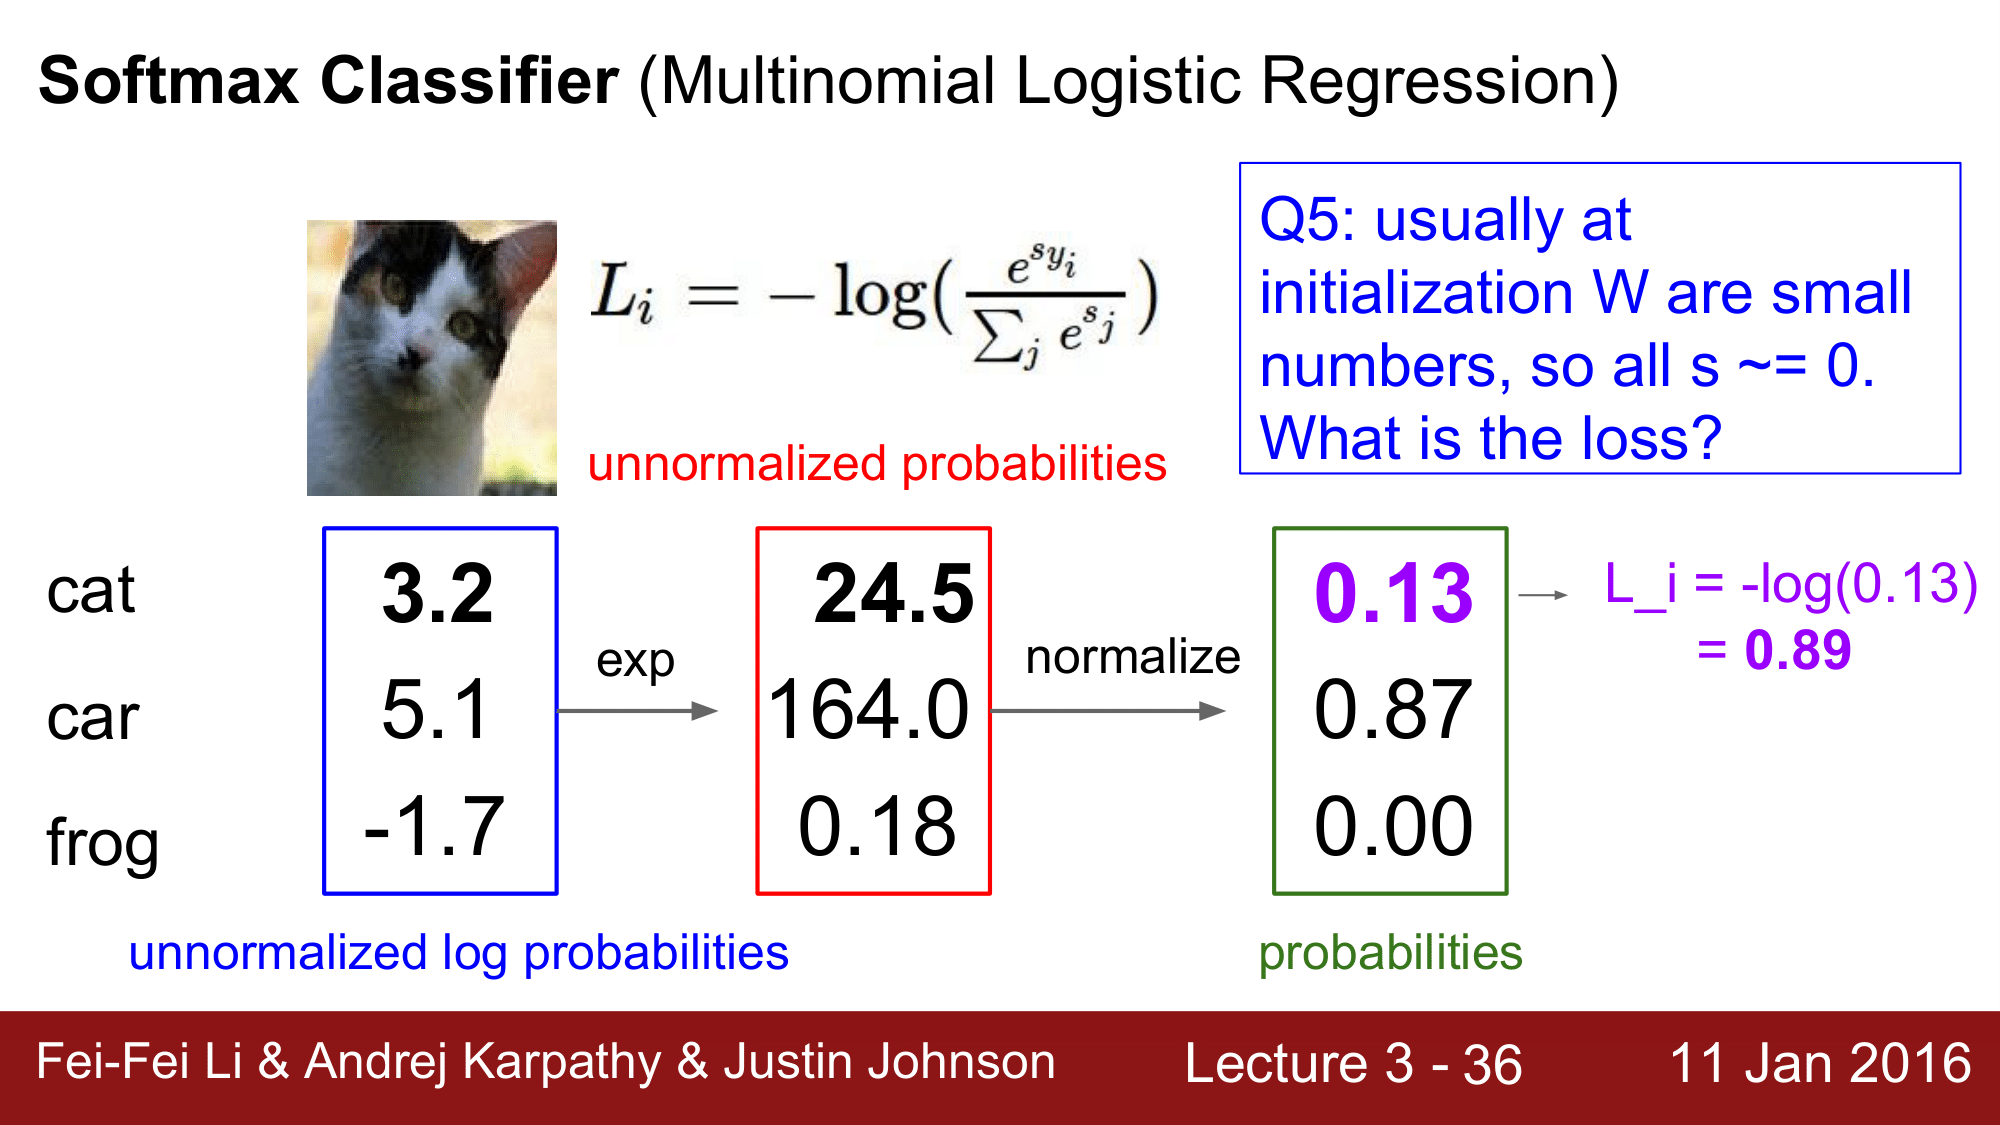 Softmax Classifier (Multinomial Logistic Regression)
L_i = − log( e^{s_{y_i}} / ∑_j e^{s_j} )
Q5: usually at
initialization W are small
numbers, so all s ~= 0.
What is the loss?
unnormalized probabilities
cat 3.2 24.5 0.13 L_i = -log(0.13)
= 0.89
exp normalize
car 5.1 164.0 0.87
frog -1.7 0.18 0.00
unnormalized log probabilities probabilities
Fei-Fei Li & Andrej Karpathy & Justin Johnson Lecture 3 - 36 11 Jan 2016